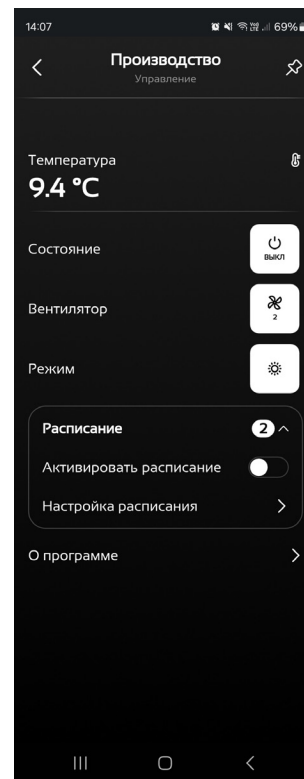 14:07
69%
Производство
Управление
Температура
9.4 °C
Состояние
ВЫКЛ
Вентилятор
2
Режим
Расписание
2
Активировать расписание
Настройка расписания
О программе